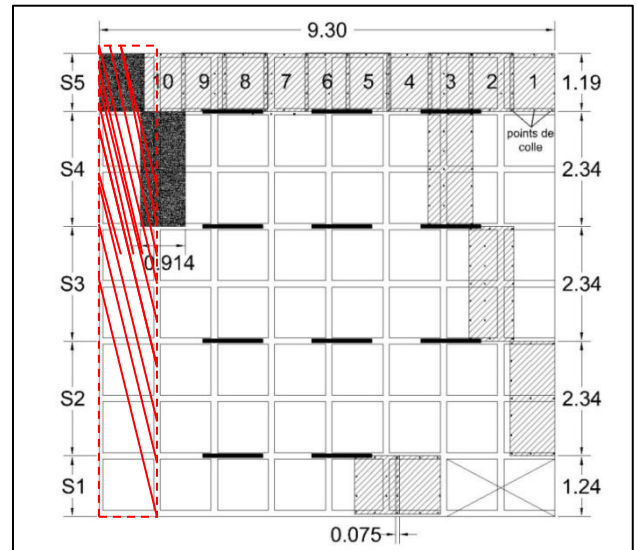 9.30
S5 10 9 8 7 6 5 4 3 2 1 1.19
points de
colle
S4 2.34
0.914
S3 2.34
S2 2.34
S1 1.24
0.075